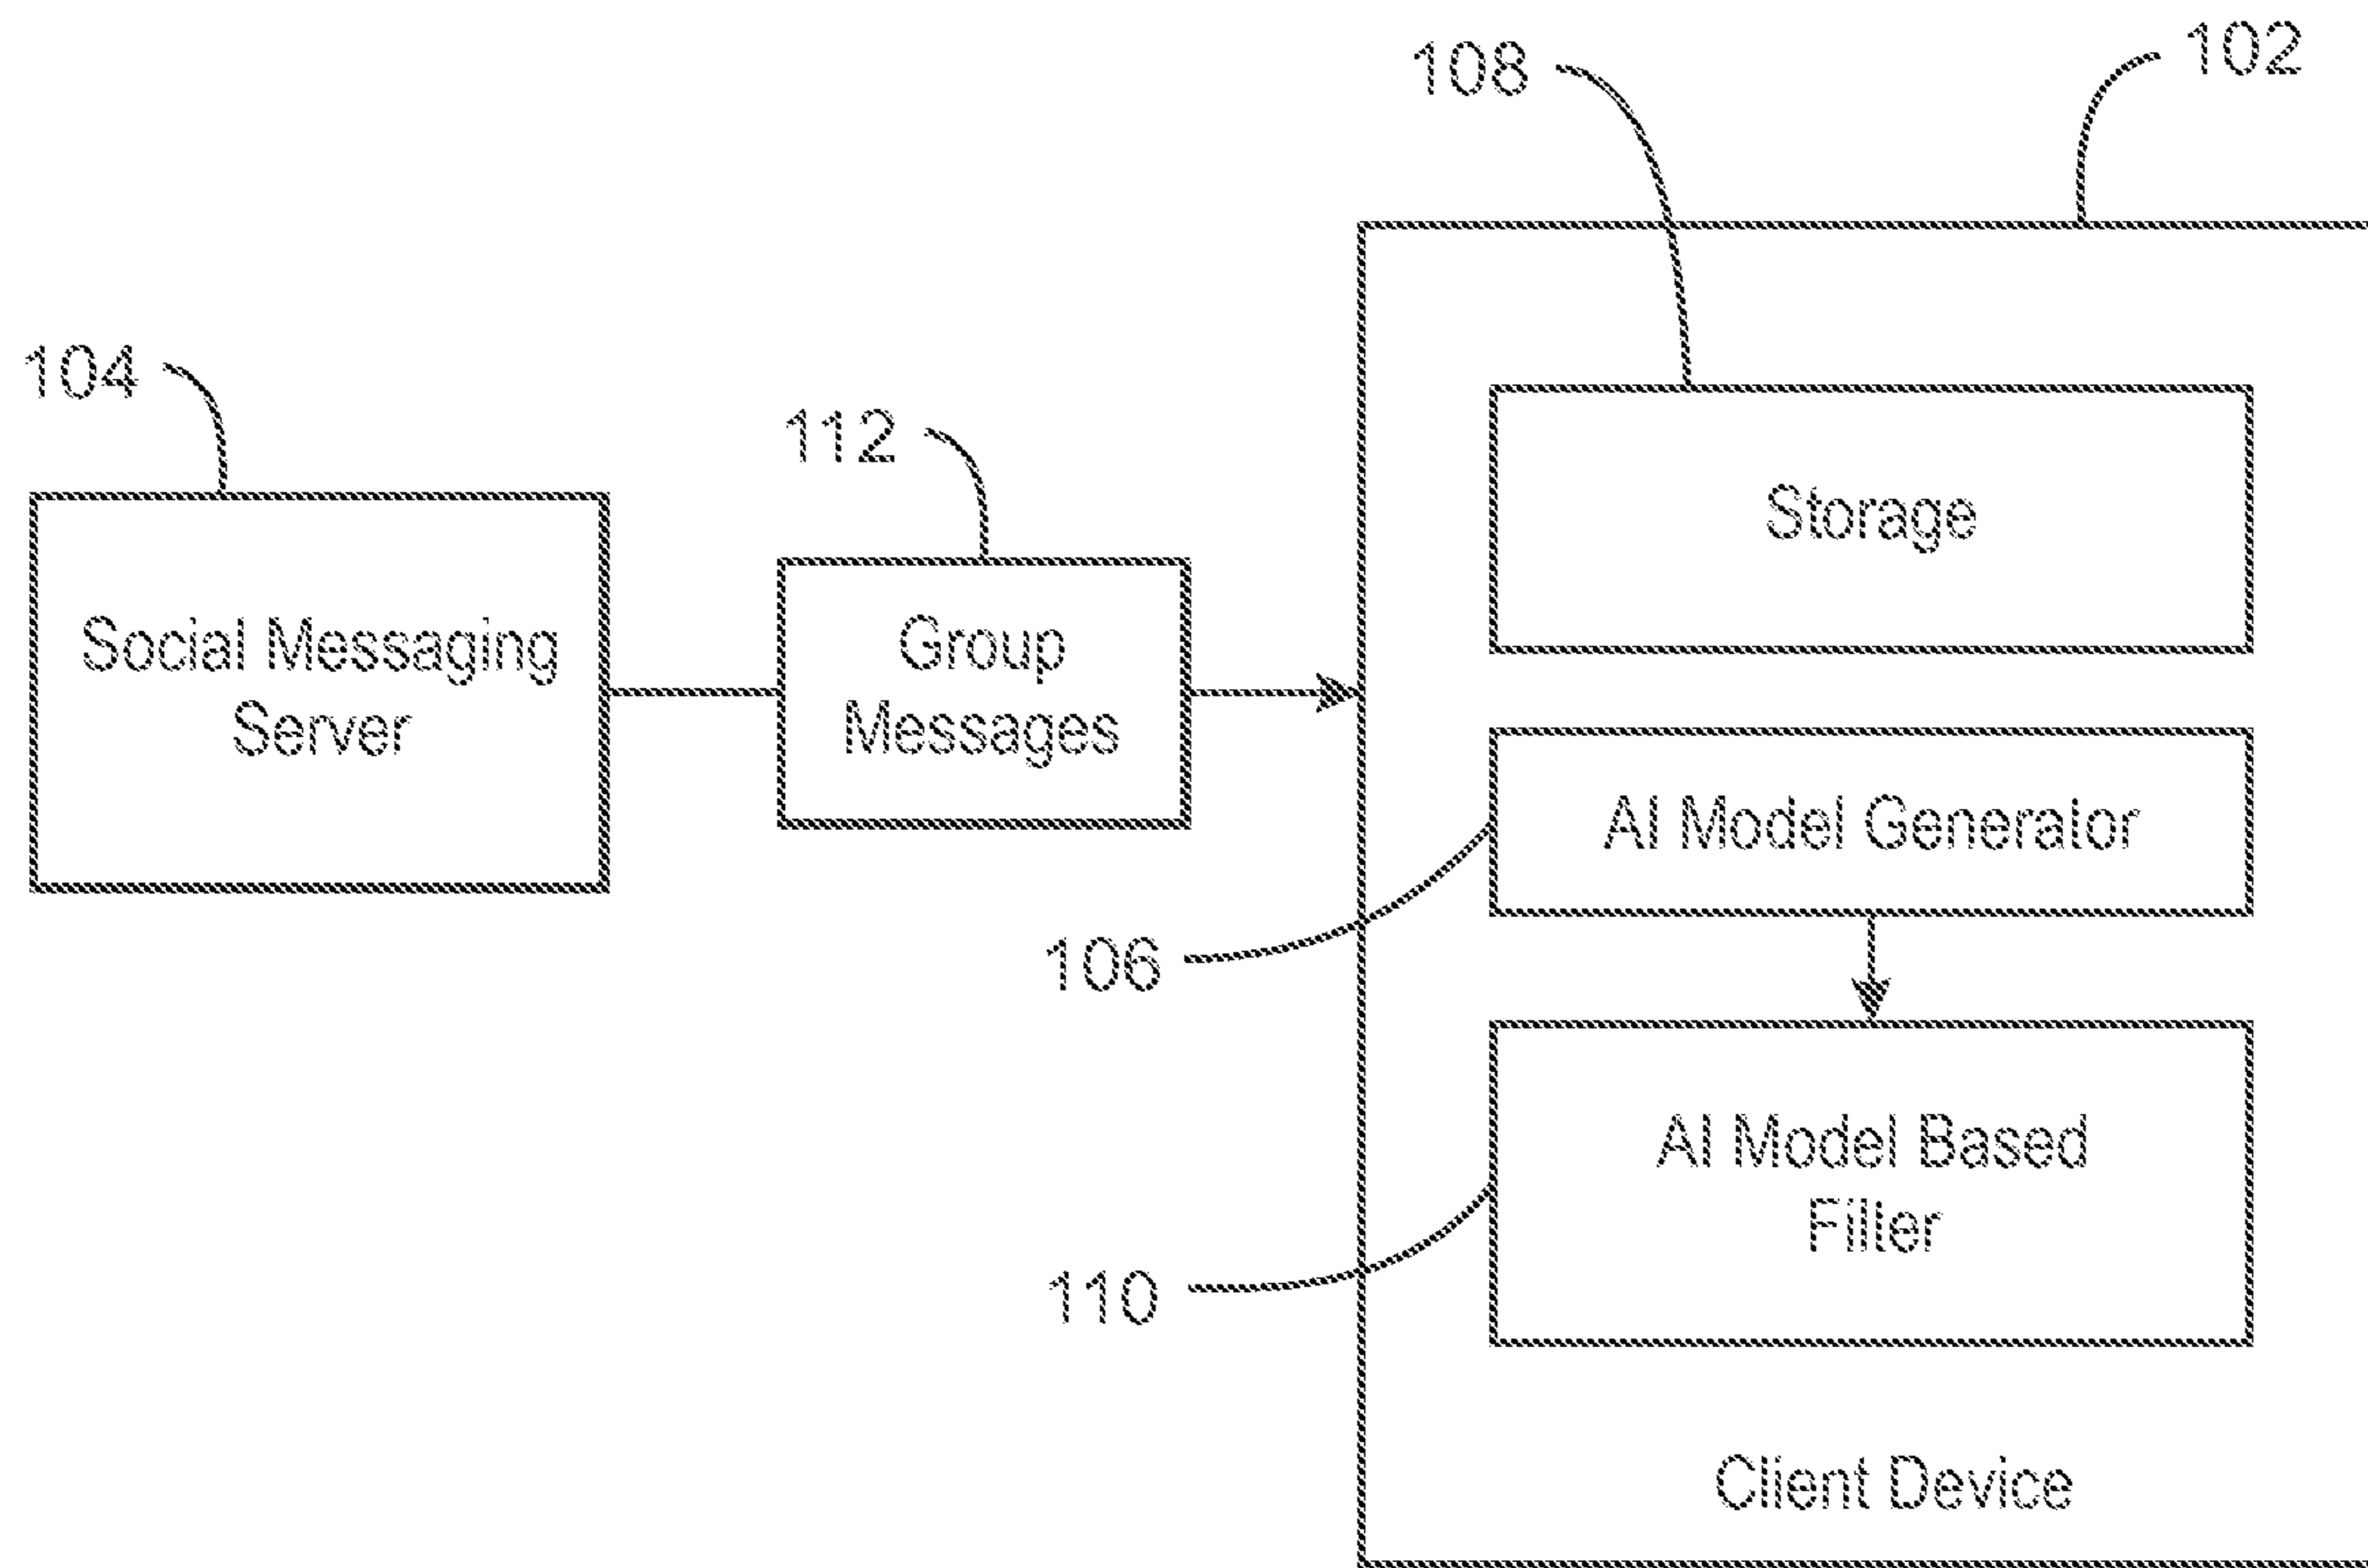 108
102
104
112
Storage
Social Messaging
Server
Group
Messages
AI Model Generator
106
AI Model Based
Filter
110
Client Device